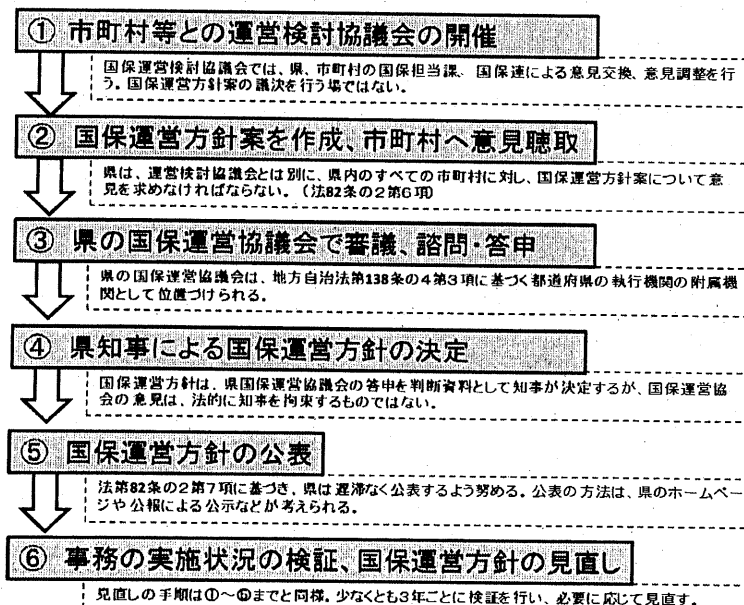 ① 市町村等との運営検討協議会の開催
国保運営検討協議会では、県、市町村の国保担当課、国保連による意見交換、意見調整を行
う。国保運営方針案の議決を行う場ではない。
② 国保運営方針案を作成、市町村へ意見聴取
県は、運営検討協議会とは別に、県内のすべての市町村に対し、国保運営方針案について意
見を求めなければならない。（法82条の2第6項）
③ 県の国保運営協議会で審議、諮問・答申
県の国保運営協議会は、地方自治法第138条の4第3項に基づく都道府県の執行機関の附属機
関として位置づけられる。
④ 県知事による国保運営方針の決定
国保運営方針は、県国保運営協議会の答申を判断資料として知事が決定するが、国保運営協
会の意見は、法的に知事を拘束するものではない。
⑤ 国保運営方針の公表
法第82条の2第7項に基づき、県は遅滞なく公表するよう努める。公表の方法は、県のホームペー
ジや公報による公示などが考えられる。
⑥ 事務の実施状況の検証、国保運営方針の見直し
見直しの手順は①～⑥までと同様。少なくとも3年ごとに検証を行い、必要に応じて見直す。